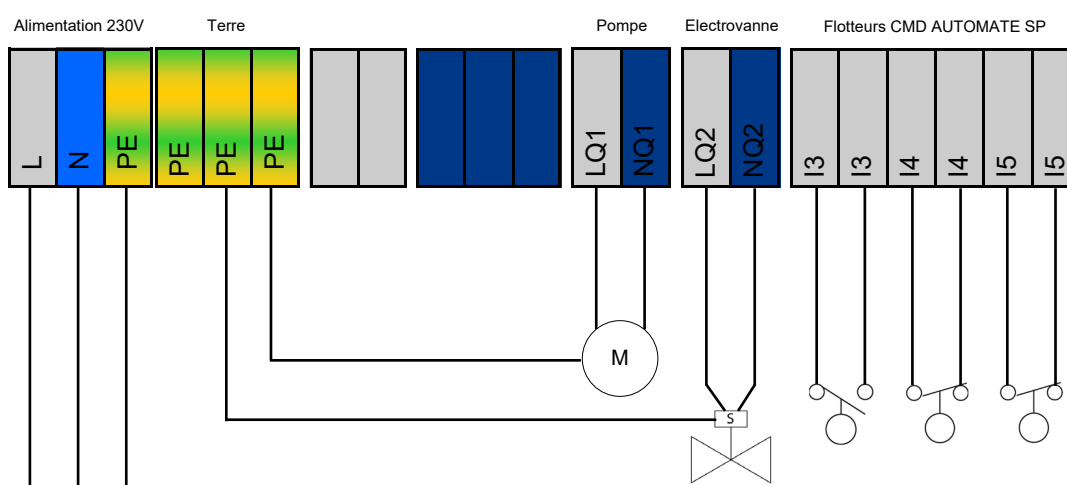 Alimentation 230V
Terre
Pompe
Electrovanne
Flotteurs CMD AUTOMATE SP
L
N
PE
PE
PE
PE
LQ1
NQ1
LQ2
NQ2
I3
I3
I4
I4
I5
I5
M
S